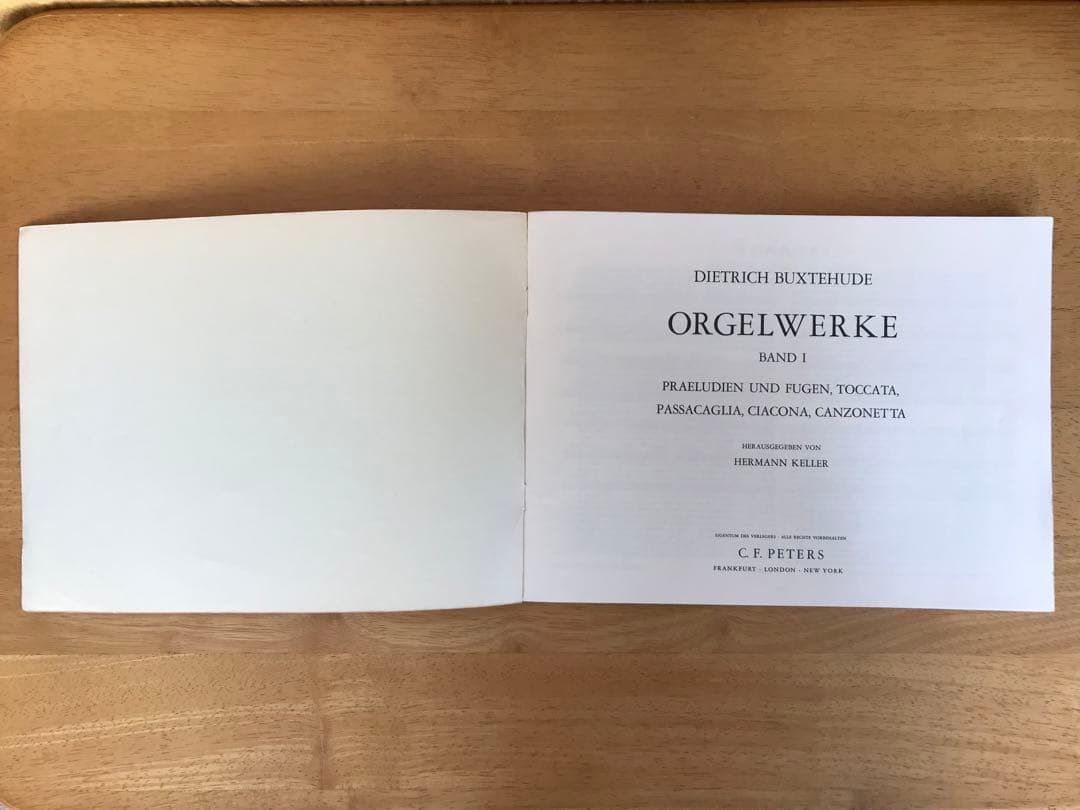 DIETRICH BUXTEHUDE
ORGELWERKE
BAND I
PRAELUDIEN UND FUGEN, TOCCATA,
PASSACAGLIA, CIACONA, CANZONETTA
HERAUSGEGEBEN VON
HERMANN KELLER
EIGENTUM DES VERLEGERS · ALLE RECHTE VORBEHALTEN
C. F. PETERS
FRANKFURT · LONDON · NEW YORK